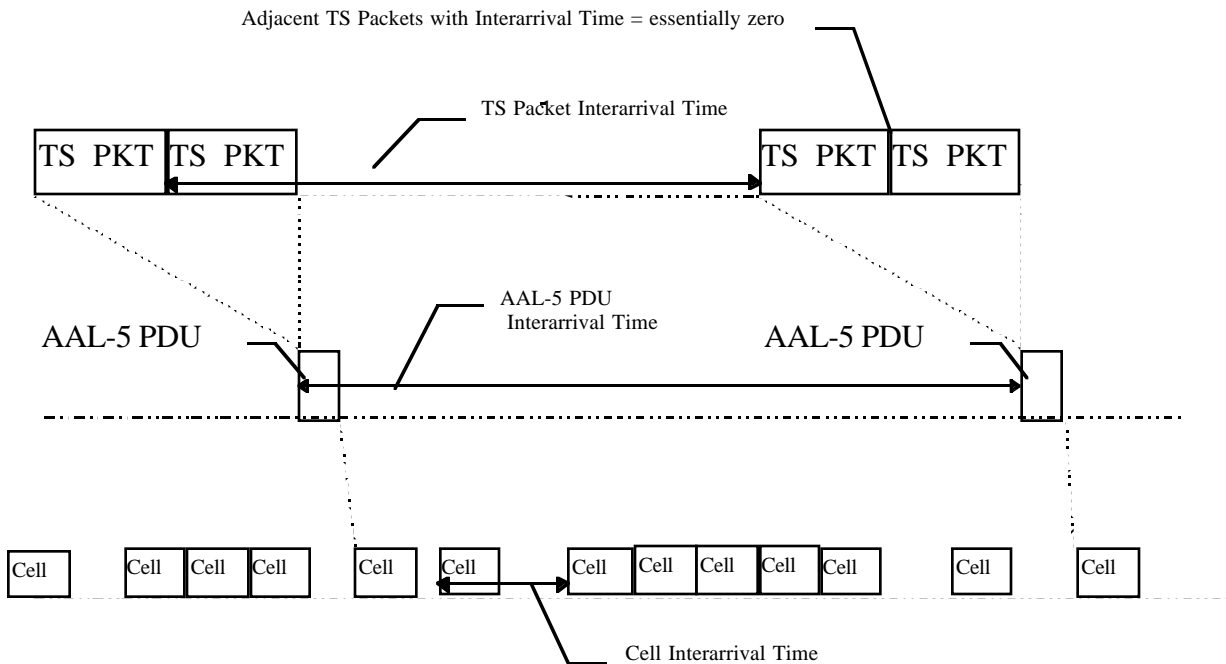 Adjacent TS Packets with Interarrival Time = essentially zero
TS Packet Interarrival Time
TS PKT TS PKT TS PKT TS PKT
AAL-5 PDU
Interarrival Time
AAL-5 PDU AAL-5 PDU
Cell Cell Cell Cell Cell Cell Cell Cell Cell Cell Cell Cell Cell
Cell Interarrival Time